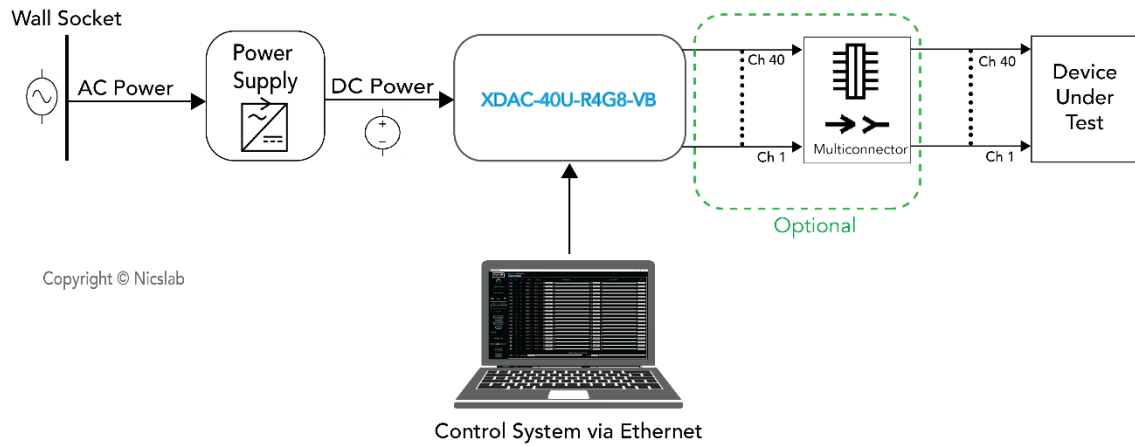 Wall Socket
AC Power
Power
Supply
DC Power
XDAC-40U-R4G8-VB
Ch 40
Ch 1
Multiconnector
Optional
Ch 40
Ch 1
Device
Under
Test
Copyright © Nicslab
Control System via Ethernet